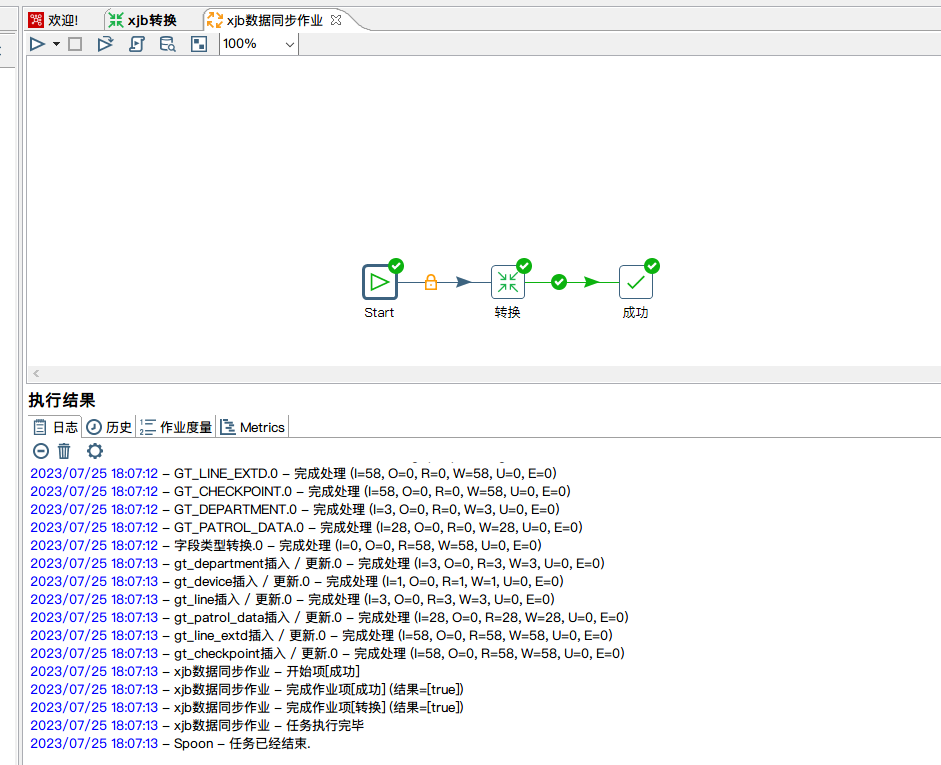 欢迎!
xjb转换
xjb数据同步作业
100%
Start
转换
成功
执行结果
日志
历史
作业度量
Metrics
2023/07/25 18:07:12 - GT_LINE_EXTD.0 - 完成处理 (I=58, O=0, R=0, W=58, U=0, E=0)
2023/07/25 18:07:12 - GT_CHECKPOINT.0 - 完成处理 (I=58, O=0, R=0, W=58, U=0, E=0)
2023/07/25 18:07:12 - GT_DEPARTMENT.0 - 完成处理 (I=3, O=0, R=0, W=3, U=0, E=0)
2023/07/25 18:07:12 - GT_PATROL_DATA.0 - 完成处理 (I=28, O=0, R=0, W=28, U=0, E=0)
2023/07/25 18:07:12 - 字段类型转换.0 - 完成处理 (I=0, O=0, R=58, W=58, U=0, E=0)
2023/07/25 18:07:13 - gt_department插入 / 更新.0 - 完成处理 (I=3, O=0, R=3, W=3, U=0, E=0)
2023/07/25 18:07:13 - gt_device插入 / 更新.0 - 完成处理 (I=1, O=0, R=1, W=1, U=0, E=0)
2023/07/25 18:07:13 - gt_line插入 / 更新.0 - 完成处理 (I=3, O=0, R=3, W=3, U=0, E=0)
2023/07/25 18:07:13 - gt_patrol_data插入 / 更新.0 - 完成处理 (I=28, O=0, R=28, W=28, U=0, E=0)
2023/07/25 18:07:13 - gt_line_extd插入 / 更新.0 - 完成处理 (I=58, O=0, R=58, W=58, U=0, E=0)
2023/07/25 18:07:13 - gt_checkpoint插入 / 更新.0 - 完成处理 (I=58, O=0, R=58, W=58, U=0, E=0)
2023/07/25 18:07:13 - xjb数据同步作业 - 开始项[成功]
2023/07/25 18:07:13 - xjb数据同步作业 - 完成作业项[成功] (结果=[true])
2023/07/25 18:07:13 - xjb数据同步作业 - 完成作业项[转换] (结果=[true])
2023/07/25 18:07:13 - xjb数据同步作业 - 任务执行完毕
2023/07/25 18:07:13 - Spoon - 任务已经结束.